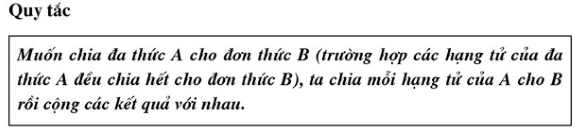 Quy tắc
Muốn chia đa thức A cho đơn thức B (trường hợp các hạng tử của đa
thức A đều chia hết cho đơn thức B), ta chia mỗi hạng tử của A cho B
rồi cộng các kết quả với nhau.